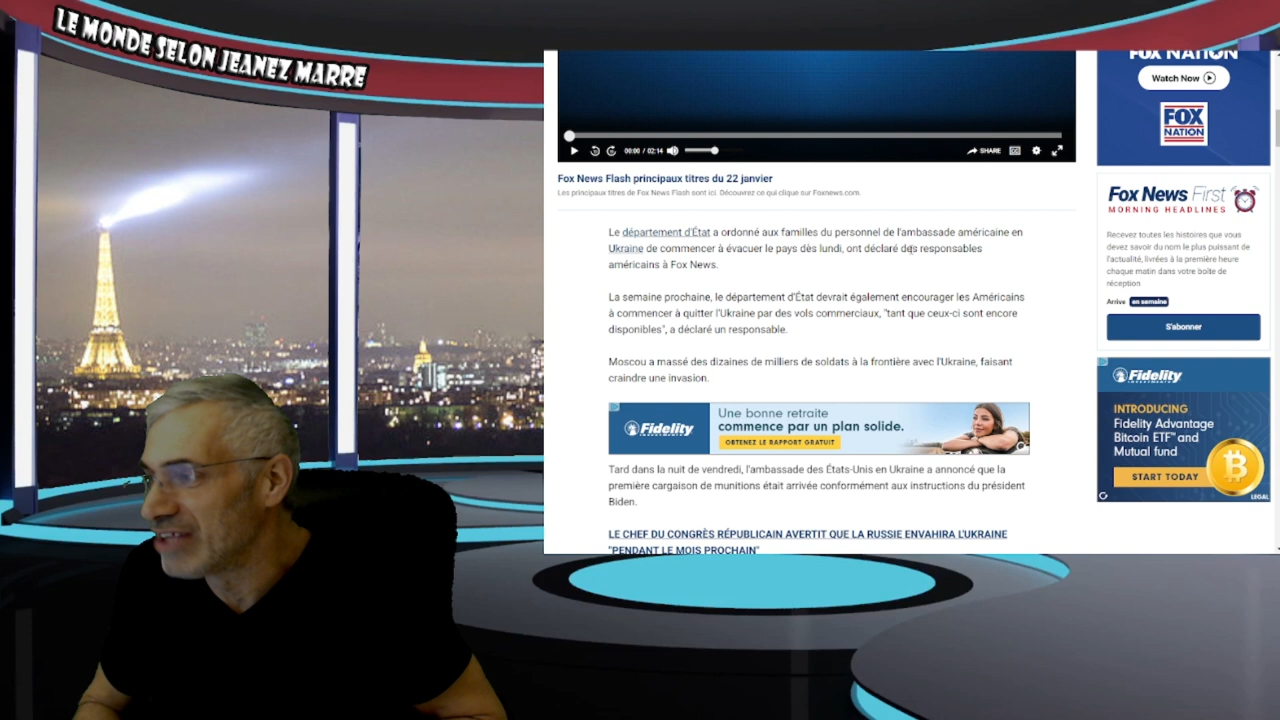 LE MONDE SELON JEANEZ MARRE
FOX NATION
Watch Now
FOX
NATION
00:00 / 02:14
SHARE
Fox News Flash principaux titres du 22 janvier
Les principaux titres de Fox News Flash sont ici. Découvrez ce qui clique sur Foxnews.com.
Le département d'État a ordonné aux familles du personnel de l'ambassade américaine en
Ukraine de commencer à évacuer le pays dès lundi, ont déclaré des responsables
américains à Fox News.
La semaine prochaine, le département d'État devrait également encourager les Américains
à commencer à quitter l'Ukraine par des vols commerciaux, "tant que ceux-ci sont encore
disponibles", a déclaré un responsable.
Moscou a massé des dizaines de milliers de soldats à la frontière avec l'Ukraine, faisant
craindre une invasion.
Fidelity
INVESTMENTS
Une bonne retraite
commence par un plan solide.
OBTENEZ LE RAPPORT GRATUIT
Tard dans la nuit de vendredi, l'ambassade des États-Unis en Ukraine a annoncé que la
première cargaison de munitions était arrivée conformément aux instructions du président
Biden.
LE CHEF DU CONGRÈS RÉPUBLICAIN AVERTIT QUE LA RUSSIE ENVAHIRA L'UKRAINE
"PENDANT LE MOIS PROCHAIN"
Fox News First
MORNING HEADLINES
Recevez toutes les histoires que vous
devez savoir du nom le plus puissant de
l'actualité, livrées à la première heure
chaque matin dans votre boîte de
réception
Arrive en semaine
S'abonner
Fidelity
INVESTMENTS
INTRODUCING
Fidelity Advantage
Bitcoin ETF™ and
Mutual fund
START TODAY
LEGAL